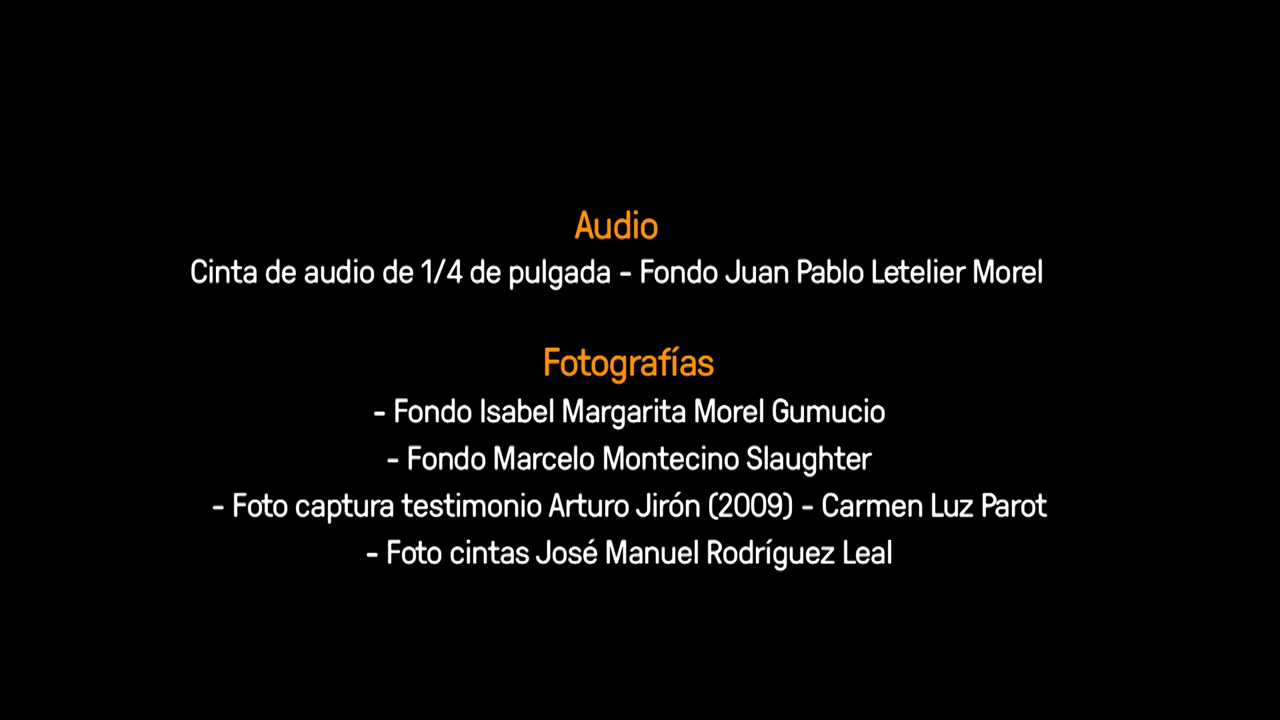 Audio
Cinta de audio de 1/4 de pulgada - Fondo Juan Pablo Letelier Morel
Fotografías
- Fondo Isabel Margarita Morel Gumucio
- Fondo Marcelo Montecino Slaughter
- Foto captura testimonio Arturo Jirón (2009) - Carmen Luz Parot
- Foto cintas José Manuel Rodríguez Leal